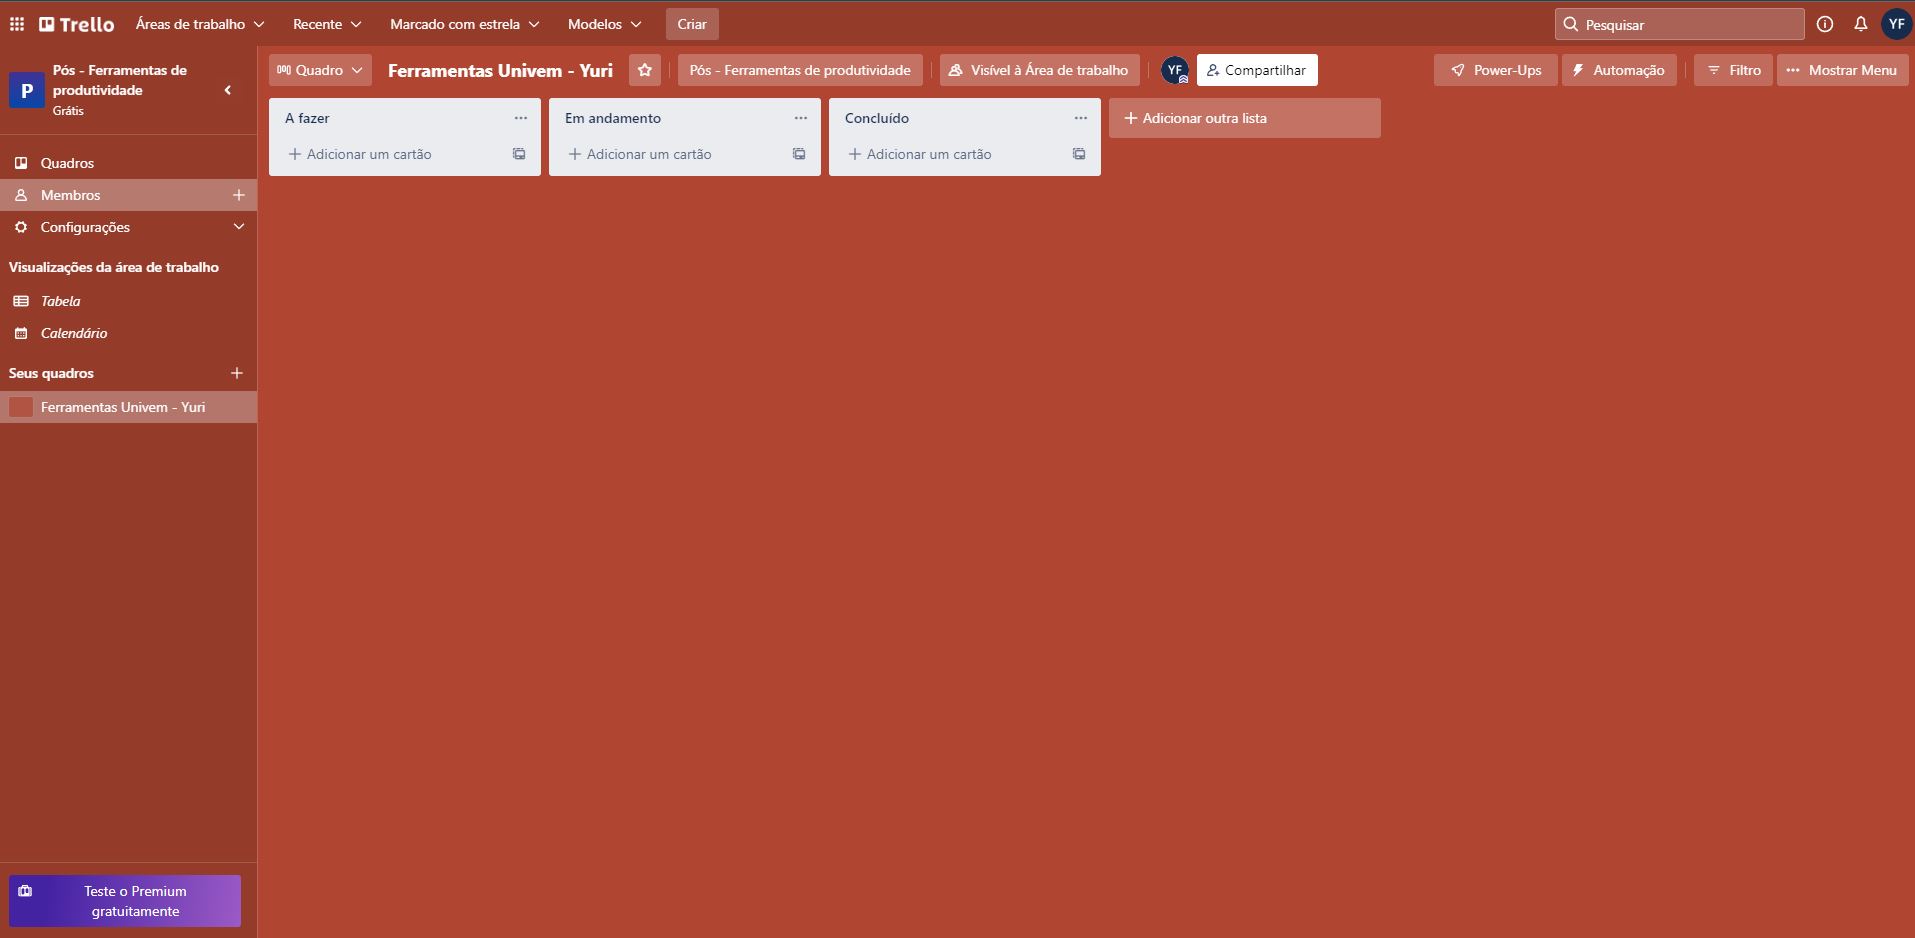 Trello Áreas de trabalho Recente Marcado com estrela Modelos Criar Pesquisar YF
P Pós - Ferramentas de
produtividade
Grátis
Quadro Ferramentas Univem - Yuri Pós - Ferramentas de produtividade Visível à Área de trabalho YF Compartilhar Power-Ups Automação Filtro Mostrar Menu
A fazer
Adicionar um cartão
Em andamento
Adicionar um cartão
Concluído
Adicionar um cartão
Adicionar outra lista
Quadros
Membros
Configurações
Visualizações da área de trabalho
Tabela
Calendário
Seus quadros
Ferramentas Univem - Yuri
Teste o Premium
gratuitamente